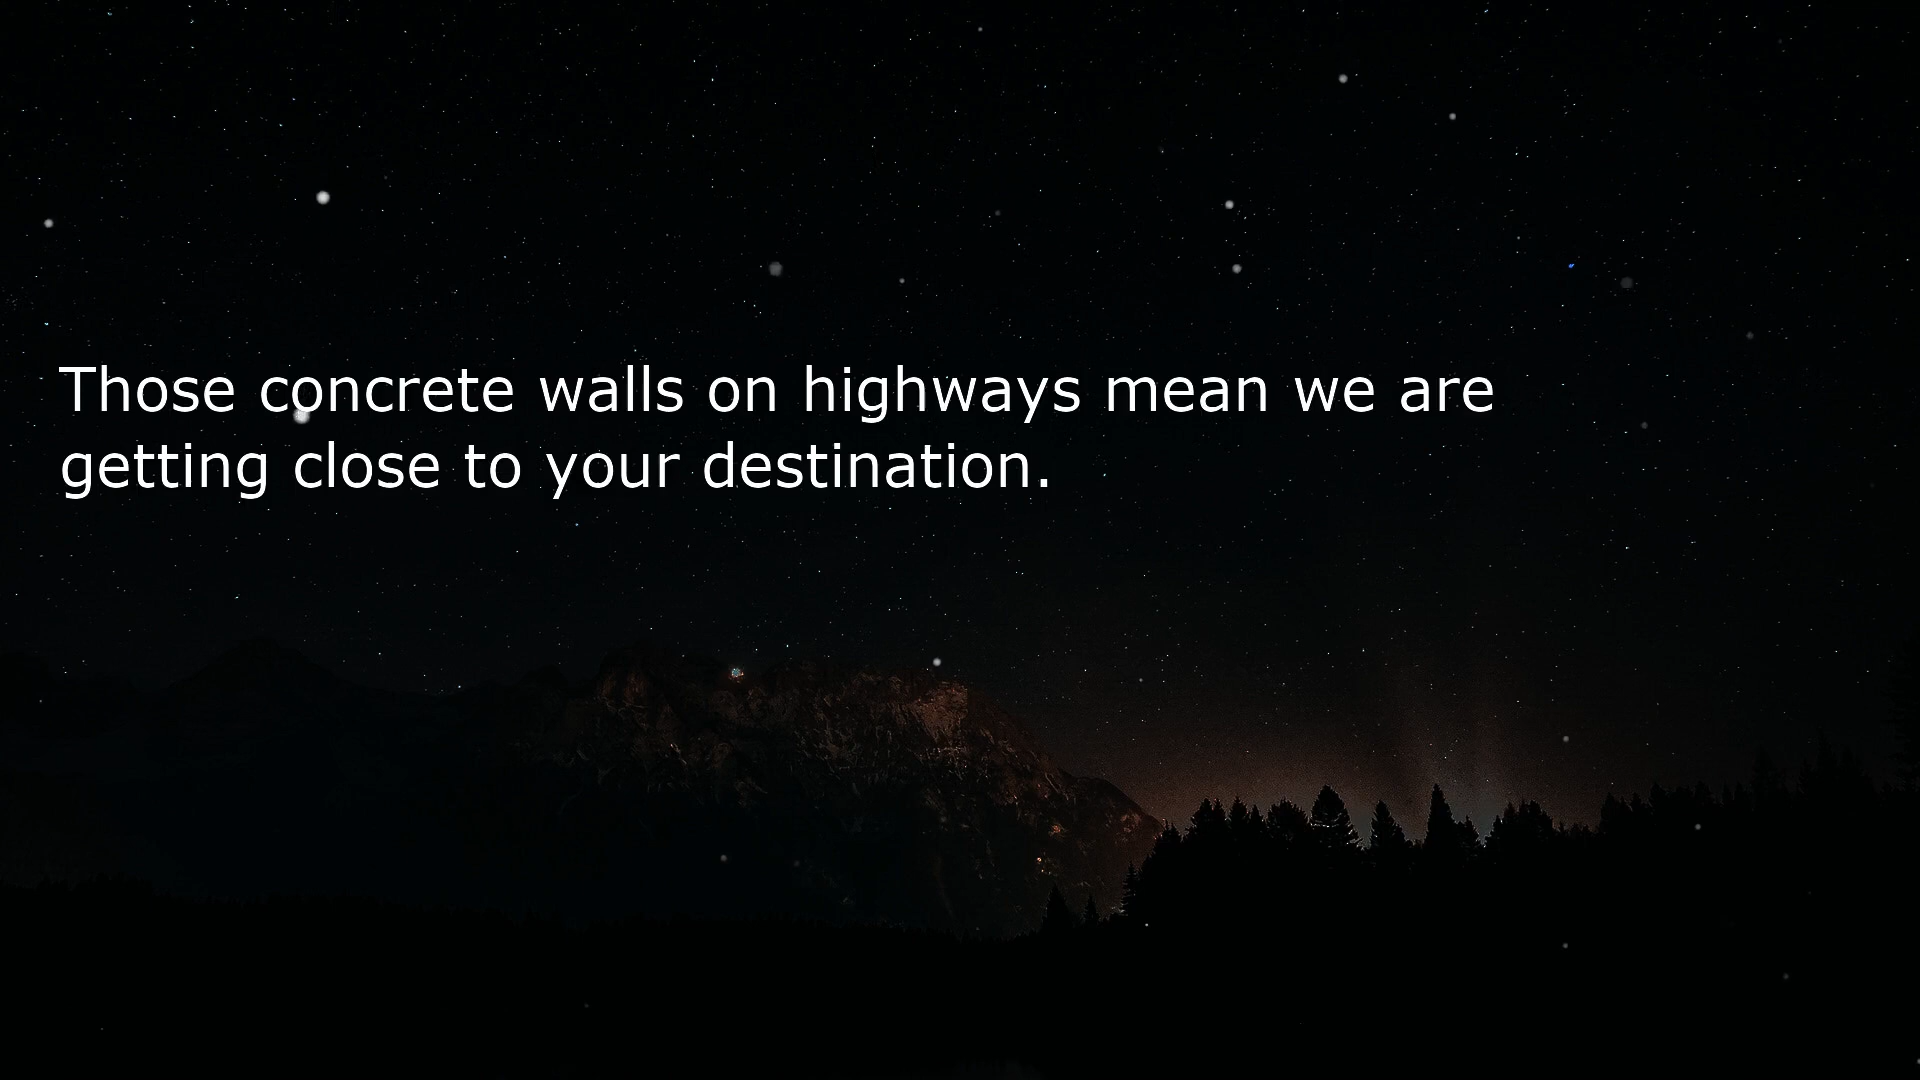 Those concrete walls on highways mean we are
getting close to your destination.